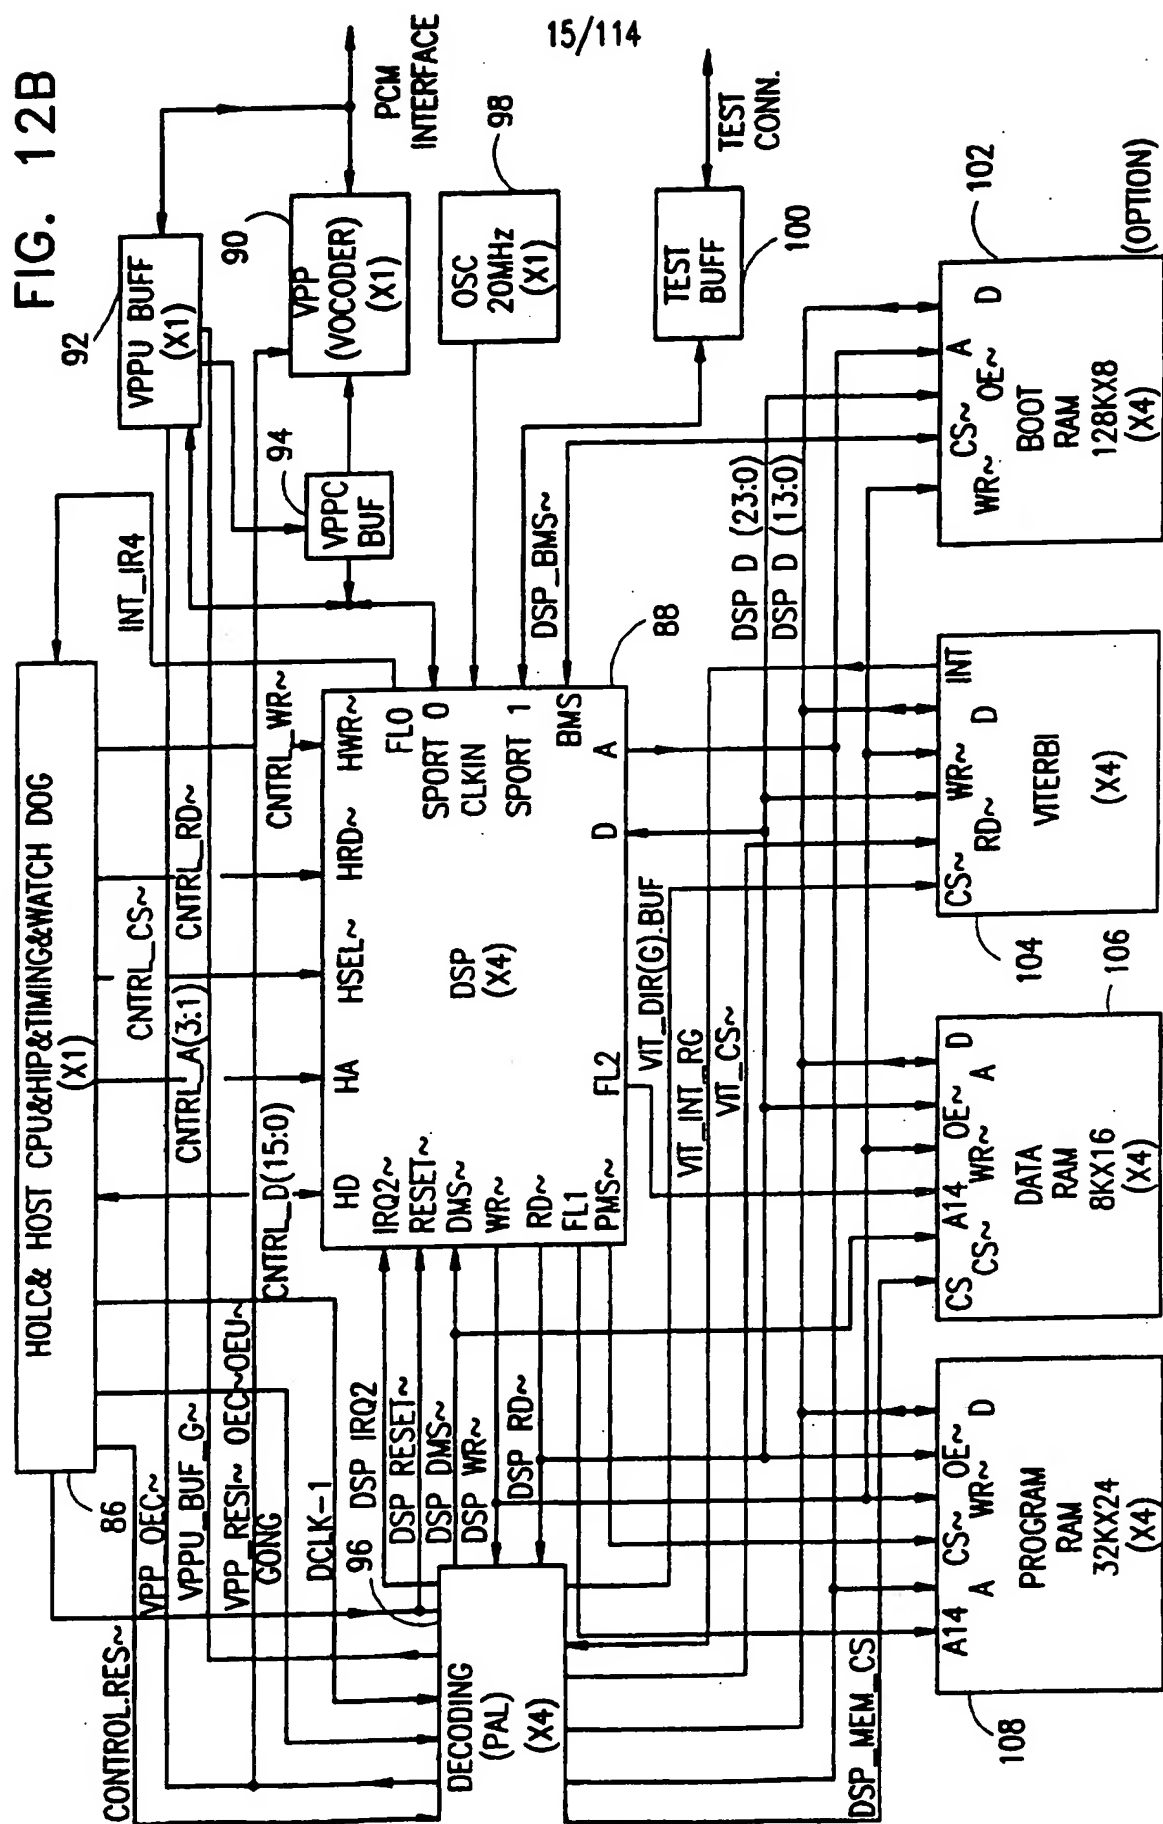 15/114
FIG. 12B
HOLC& HOST CPU&HIP&TIMING&WATCH DOG
(X1)
86
VPPU BUFF
(X1)
92
PCM
INTERFACE
VPP
(VOCODER)
(X1)
90
VPPC
BUF
94
OSC
20MHz
(X1)
98
TEST
BUFF
100
TEST
CONN.
INT_IR4
CNTRL_WR~
CNTRL_RD~
CNTRL_CS~
CNTRL_A(3:1)
CNTRL_D(15:0)
CONTROL.RES~
VPP_OEC~
VPPU_BUF_G~
VPP_RESI~ OEC~OEU~
GONG
DCLK-1
DSP IRQ2
DSP RESET~
DSP DMS~
DSP WR~
DSP RD~
96
DECODING
(PAL)
(X4)
HD
HA
HSEL~
HRD~
HWR~
IRQ2~
RESET~
DMS~
WR~
RD~
FL1
PMS~
FL2
DSP
(X4)
FLO
SPORT 0
CLKIN
SPORT 1
BMS
D
A
88
DSP_BMS~
DSP D (23:0)
DSP D (13:0)
VIT_DIR(G).BUF
VIT_INT_RG
VIT_CS~
DSP_MEM_CS
A14
A
CS~
WR~
OE~
D
PROGRAM
RAM
32KX24
(X4)
108
CS
CS~
A14
WR~
OE~
A
D
DATA
RAM
8KX16
(X4)
106
CS~
RD~
WR~
D
INT
VITERBI
(X4)
104
WR~
CS~
OE~
A
D
BOOT
RAM
128KX8
(X4)
102
(OPTION)